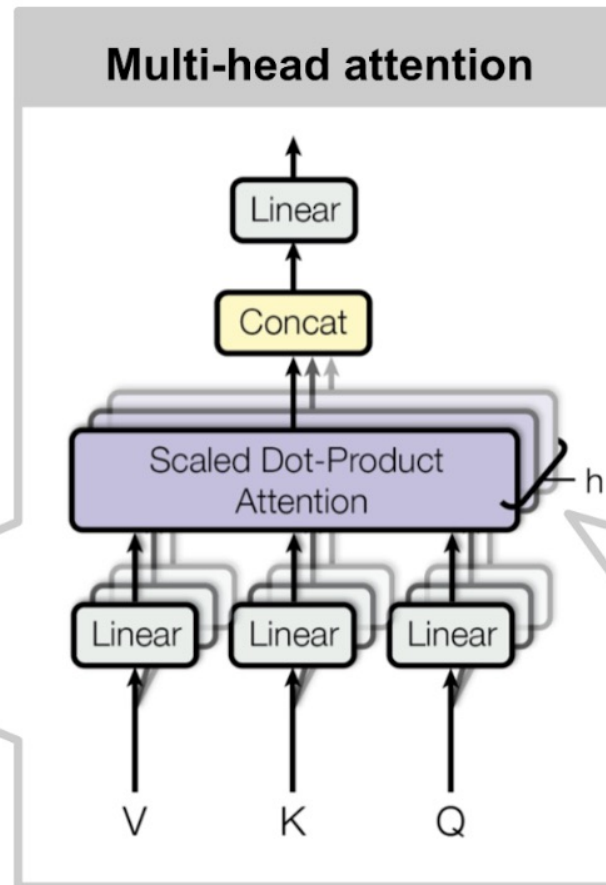 Multi-head attention
Linear
Concat
Scaled Dot-Product
Attention
h
Linear
Linear
Linear
V
K
Q